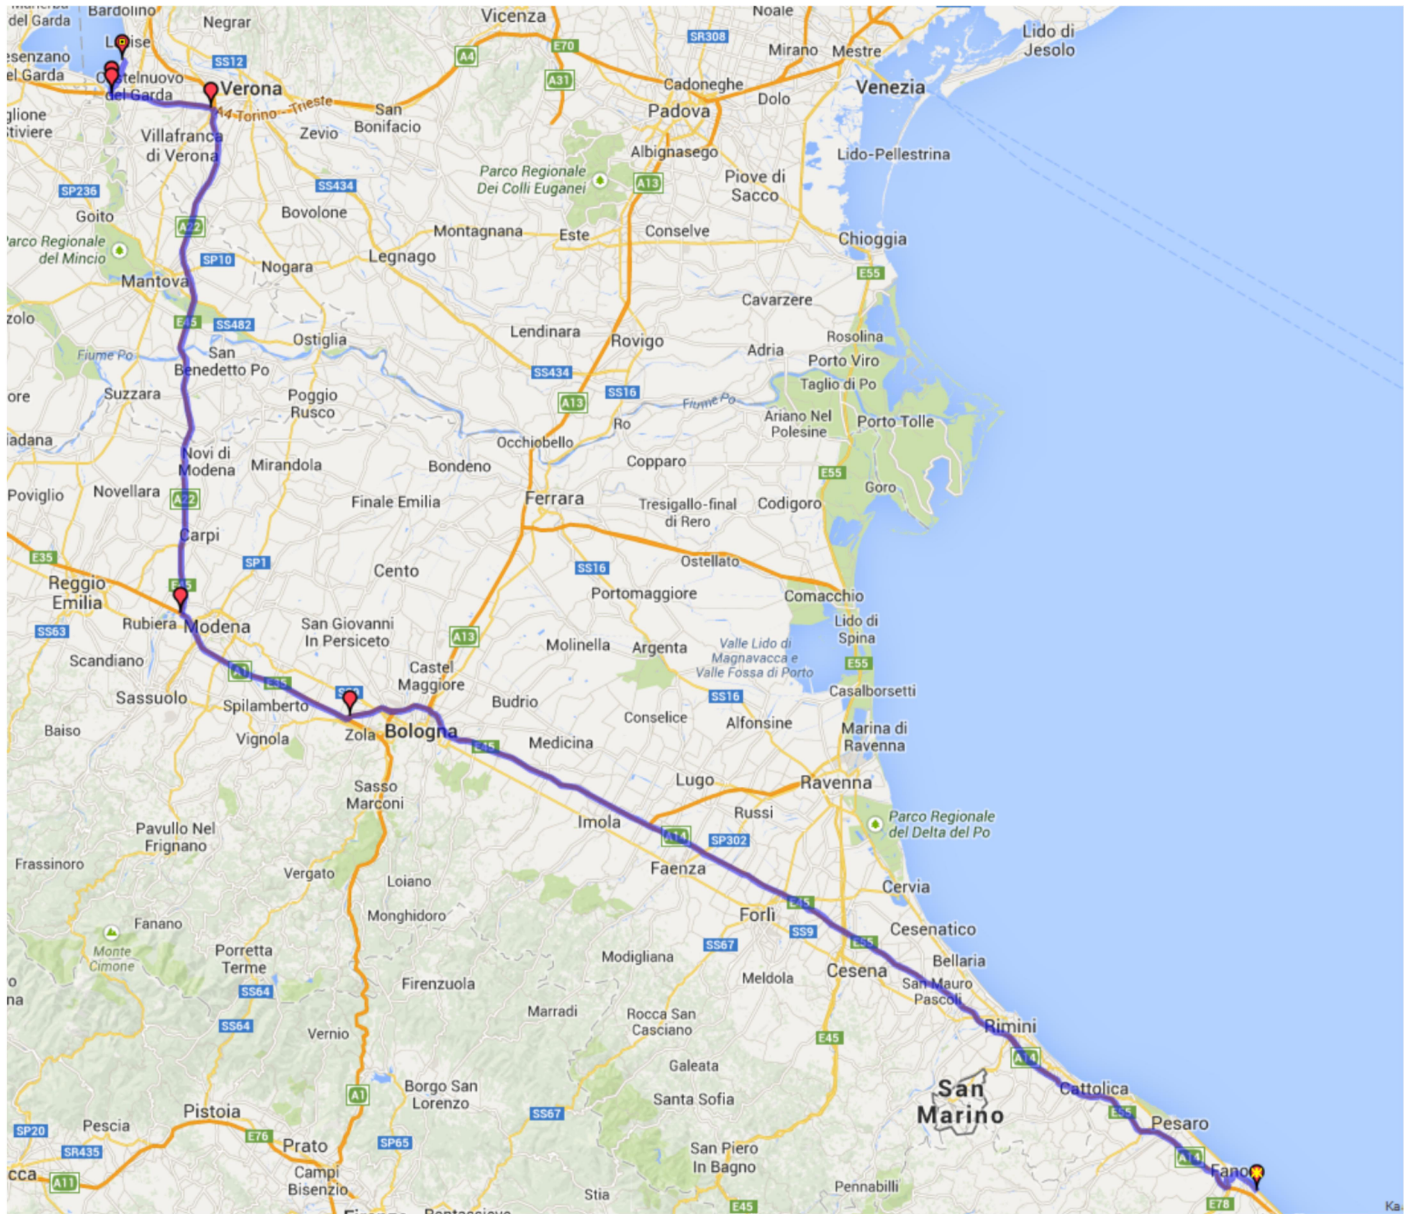 del Garda
Bardolino
Negrar
Vicenza
Noale
Lido di
Jesolo
SR308
Mirano
Mestre
E70
A4
SS12
A31
Cadoneghe
Dolo
Venezia
el Garda
del Garda
Verona
A4 Torino - Trieste
San
Bonifacio
Padova
Zevio
Villafranca
di Verona
Albignasego
Lido-Pellestrina
Parco Regionale
Dei Colli Euganei
A13
Piove di
Sacco
SP236
SS434
Goito
Bovolone
A22
Montagnana
Este
Conselve
Chioggia
Parco Regionale
del Mincio
SP10
Nogara
Legnago
E55
Mantova
Cavarzere
zolo
E45
SS482
Ostiglia
Lendinara
Rovigo
Rosolina
Adria
Porto Viro
Fiume Po
San
Benedetto Po
SS434
Taglio di Po
Suzzara
Poggio
Rusco
SS16
A13
Fiume Po
ore
Ro
Ariano Nel
Polesine
Porto Tolle
iadana
Occhiobello
Novi di
Modena
Mirandola
Bondeno
Copparo
E55
Poviglio
Novellara
A22
Finale Emilia
Ferrara
Tresigallo-final
di Rero
Codigoro
Goro
Carpi
E35
SP1
Cento
SS16
Ostellato
Reggio
Emilia
E45
Portomaggiore
Comacchio
Rubiera
Modena
SS63
San Giovanni
In Persiceto
A13
Molinella
Argenta
Valle Lido di
Magnavacca e
Valle Fossa di Porto
Lido di
Spina
Scandiano
A1
E35
Castel
Maggiore
E55
Sassuolo
Spilamberto
Budrio
SS16
Casalborsetti
Baiso
Vignola
Zola
Bologna
Medicina
Conselice
Alfonsine
Marina di
Ravenna
E45
Sasso
Marconi
Lugo
Ravenna
Pavullo Nel
Frignano
Imola
Russi
Parco Regionale
del Delta del Po
A14
SP302
Frassinoro
Vergato
Loiano
Faenza
Cervia
Monghidoro
E45
Forlì
Fanano
SS9
Cesenatico
Monte
Cimone
Porretta
Terme
SS67
E55
Modigliana
Cesena
Bellaria
na
SS64
Firenzuola
Meldola
San Mauro
Pascoli
SS64
Vernio
Marradi
Rocca San
Casciano
Rimini
E45
A14
Galeata
Borgo San
Lorenzo
San
Marino
Cattolica
A1
Santa Sofia
Pistoia
SS67
E55
Pesaro
SP20
Pescia
E76
Prato
SP65
SR435
San Piero
In Bagno
A14
Fano
cca
A11
Campi
Bisenzio
Stia
Pennabilli
E78
E45
Ka